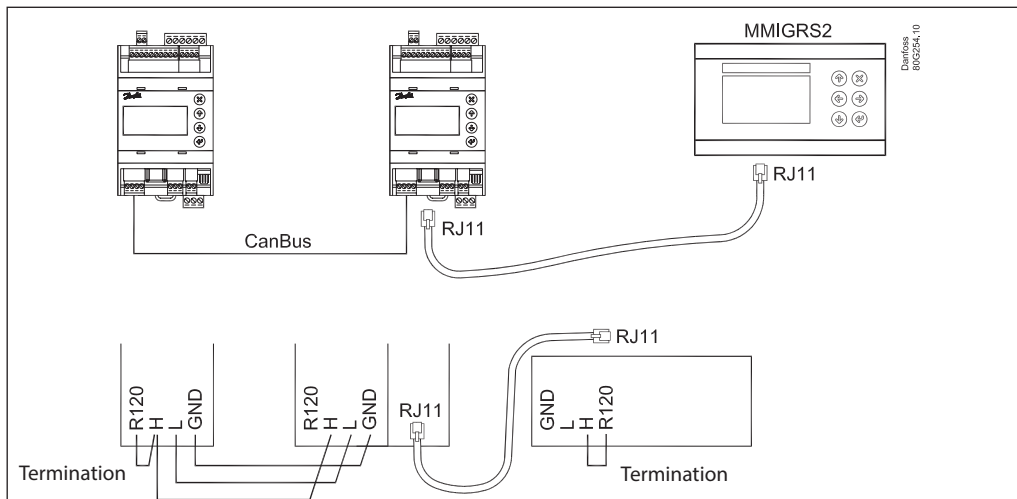 MMIGRS2
Danfoss
80G254.10
RJ11
RJ11
CanBus
RJ11
R120
H
L
GND
R120
H
L
GND
RJ11
GND
L
H
R120
Termination
Termination